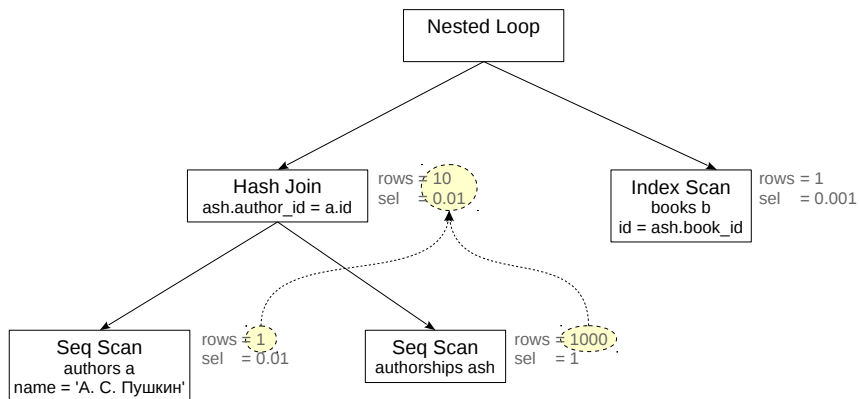 Nested Loop
Hash Join
ash.author_id = a.id
rows = 10
sel = 0.01
Index Scan
books b
id = ash.book_id
rows = 1
sel = 0.001
Seq Scan
authors a
name = 'А. С. Пушкин'
rows = 1
sel = 0.01
Seq Scan
authorships ash
rows = 1000
sel = 1